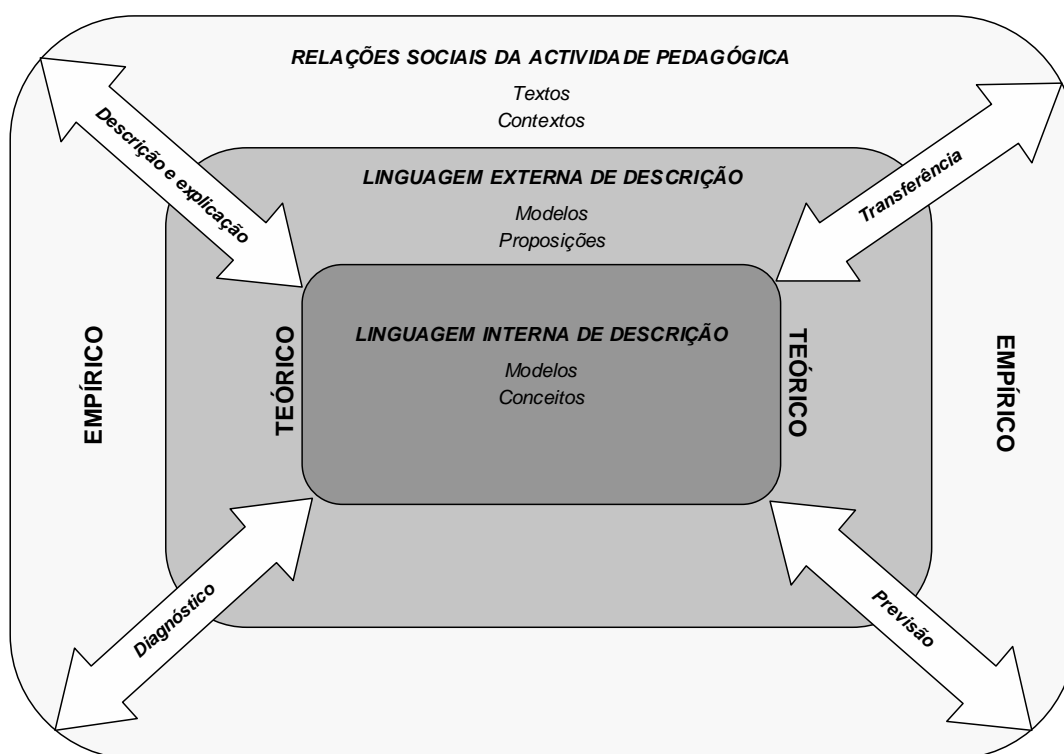 RELAÇÕES SOCIAIS DA ACTIVIDADE PEDAGÓGICA
Textos
Contextos
Descrição e explicação
Transferência
LINGUAGEM EXTERNA DE DESCRIÇÃO
Modelos
Proposições
LINGUAGEM INTERNA DE DESCRIÇÃO
Modelos
Conceitos
EMPÍRICO
TEÓRICO
TEÓRICO
EMPÍRICO
Diagnóstico
Previsão